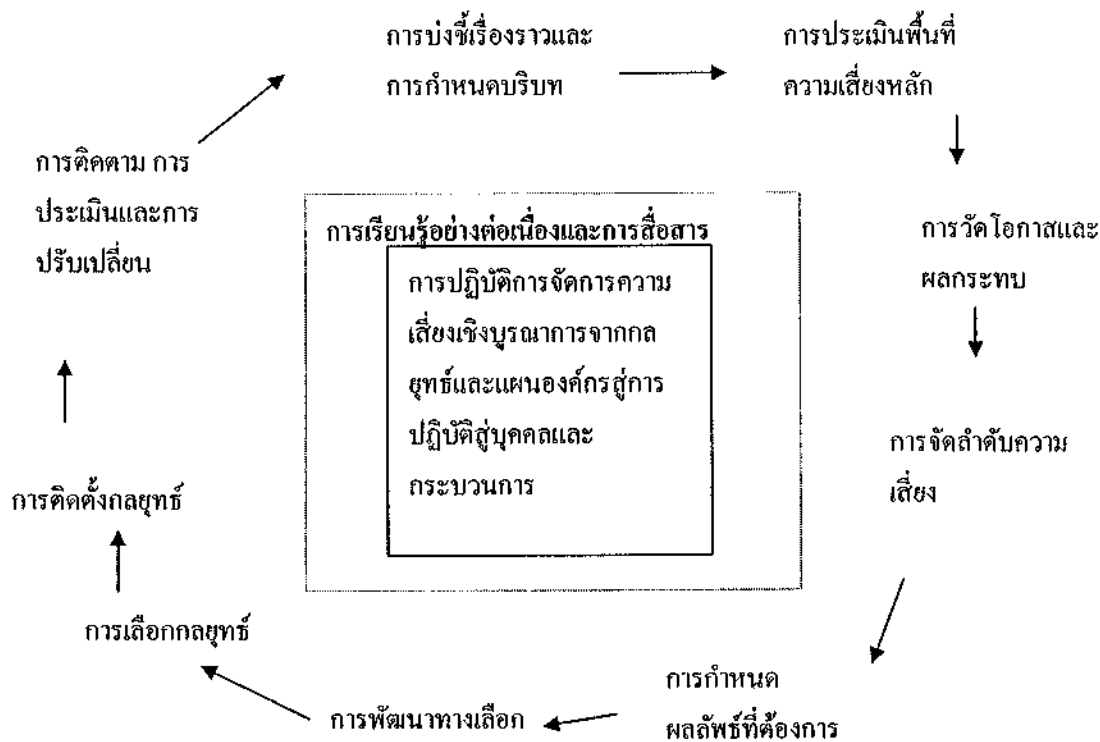 การบ่งชี้เรื่องราวและ
การกำหนดบริบท
การประเมินพื้นที่
ความเสี่ยงหลัก
การวัดโอกาสและ
ผลกระทบ
การจัดลำดับความ
เสี่ยง
การกำหนด
ผลลัพธ์ที่ต้องการ
การพัฒนาทางเลือก
การเลือกกลยุทธ์
การติดตั้งกลยุทธ์
การติดตาม การ
ประเมินและการ
ปรับเปลี่ยน
การเรียนรู้อย่างต่อเนื่องและการสื่อสาร
การปฏิบัติการจัดการความ
เสี่ยงเชิงบูรณาการจากกล
ยุทธ์และแผนองค์กรสู่การ
ปฏิบัติสู่บุคคลและ
กระบวนการ